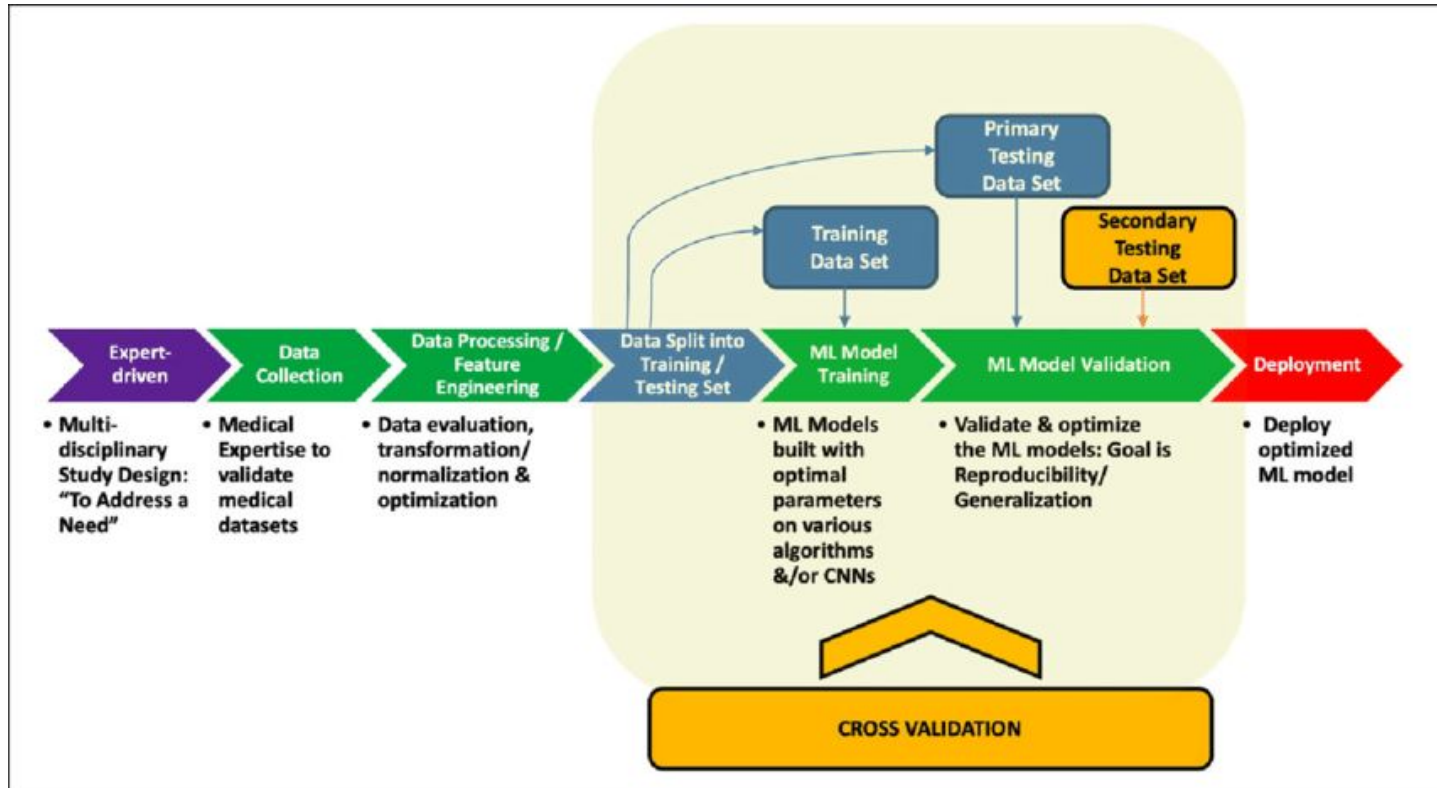 Primary
Testing
Data Set
Training
Data Set
Secondary
Testing
Data Set
Expert-
driven
Data
Collection
Data Processing /
Feature
Engineering
Data Split into
Training /
Testing Set
ML Model
Training
ML Model Validation
Deployment
• Multi-
disciplinary
Study Design:
“To Address a
Need”
• Medical
Expertise to
validate
medical
datasets
• Data evaluation,
transformation/
normalization &
optimization
• ML Models
built with
optimal
parameters
on various
algorithms
&/or CNNs
• Validate & optimize
the ML models: Goal is
Reproducibility/
Generalization
• Deploy
optimized
ML model
CROSS VALIDATION